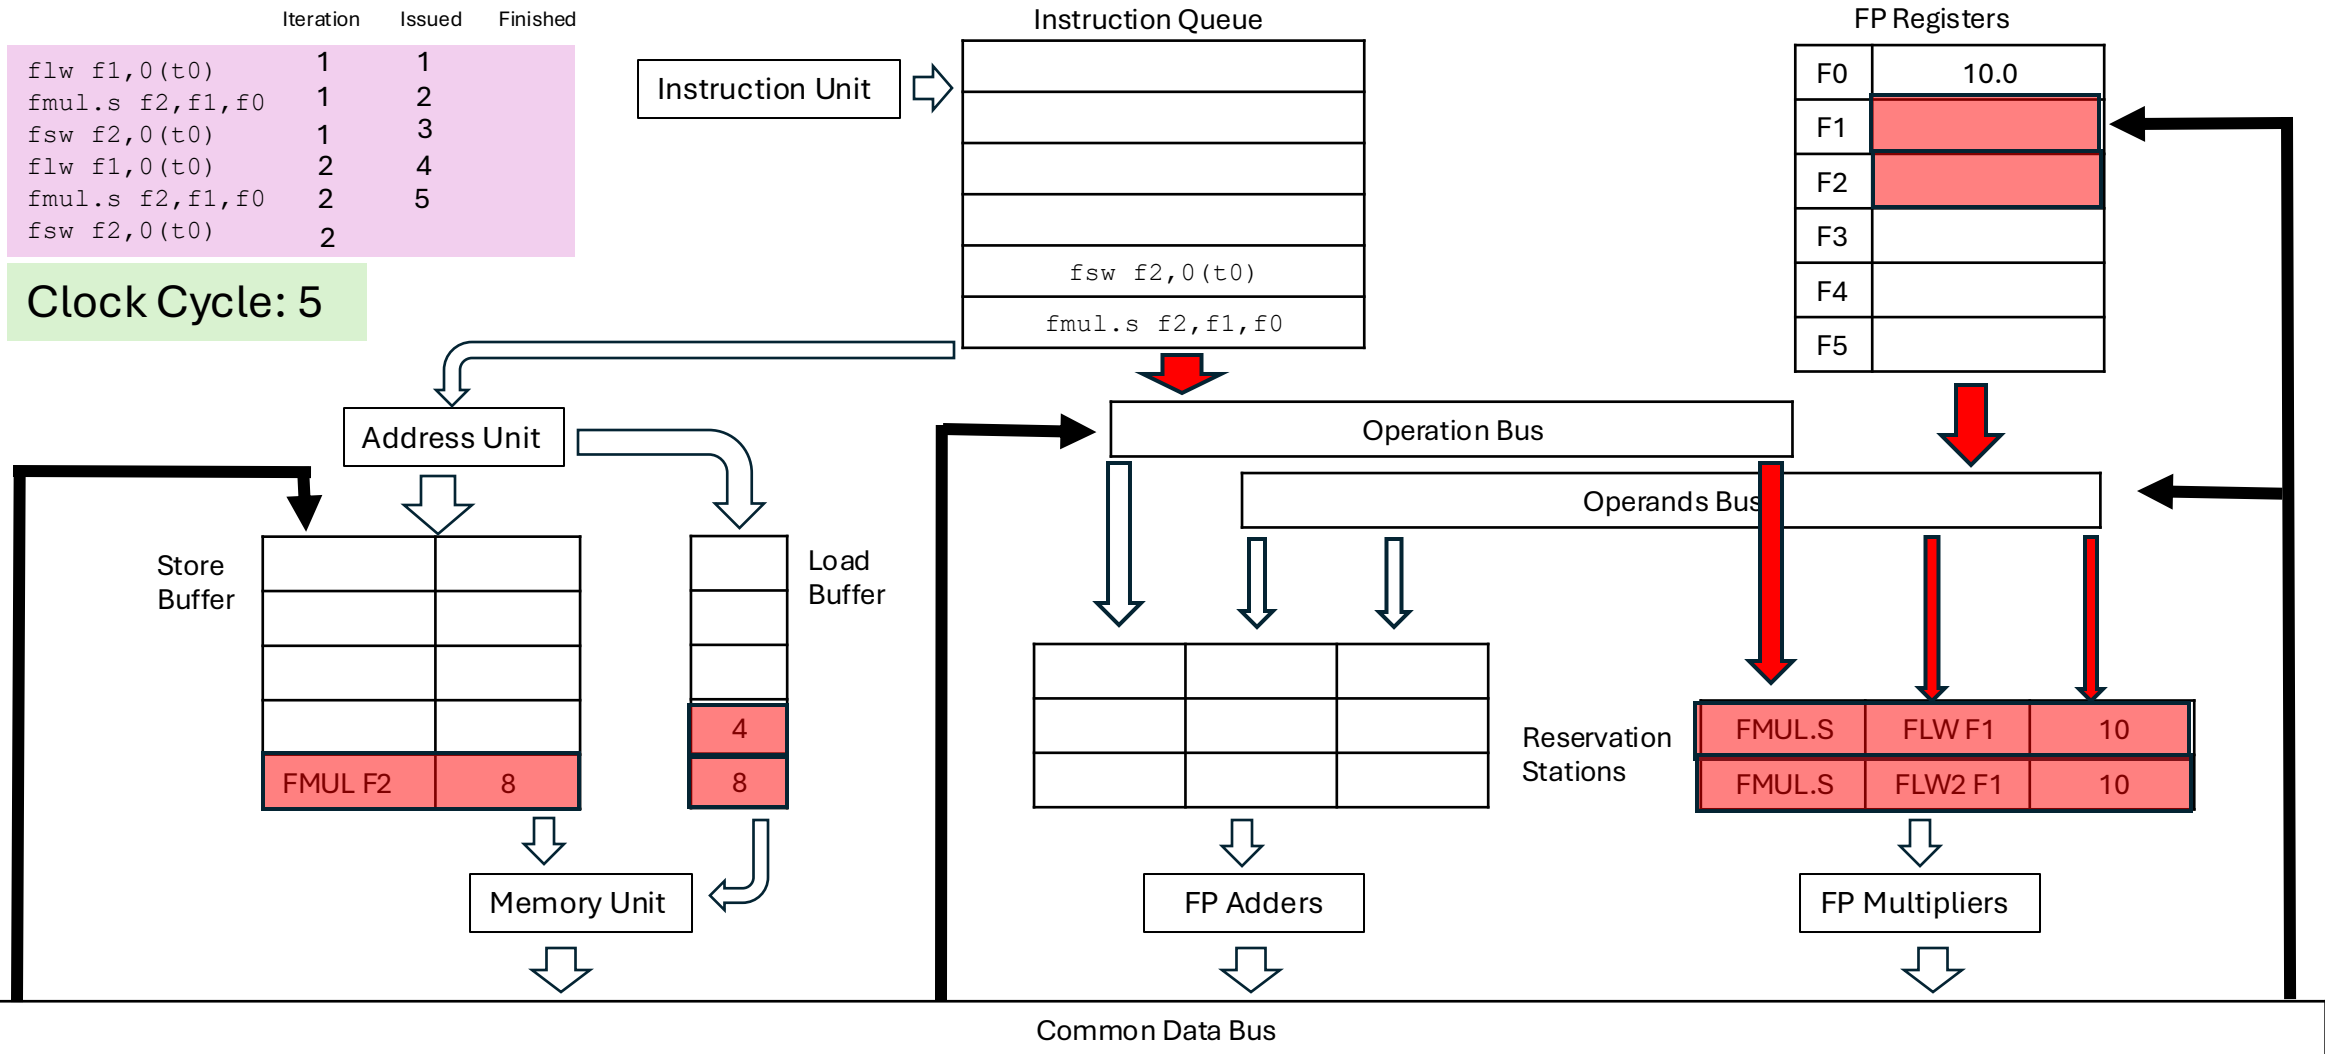 Iteration Issued Finished
flw f1,0(t0) 1 1
fmul.s f2,f1,f0 1 2
fsw f2,0(t0) 1 3
flw f1,0(t0) 2 4
fmul.s f2,f1,f0 2 5
fsw f2,0(t0) 2
Clock Cycle: 5
Instruction Unit
Instruction Queue
fsw f2,0(t0)
fmul.s f2,f1,f0
FP Registers
F0 10.0
F1
F2
F3
F4
F5
Address Unit
Operation Bus
Operands Bus
Store
Buffer
FMUL F2 8
Load
Buffer
4
8
Reservation
Stations
FMUL.S FLW F1 10
FMUL.S FLW2 F1 10
Memory Unit
FP Adders
FP Multipliers
Common Data Bus